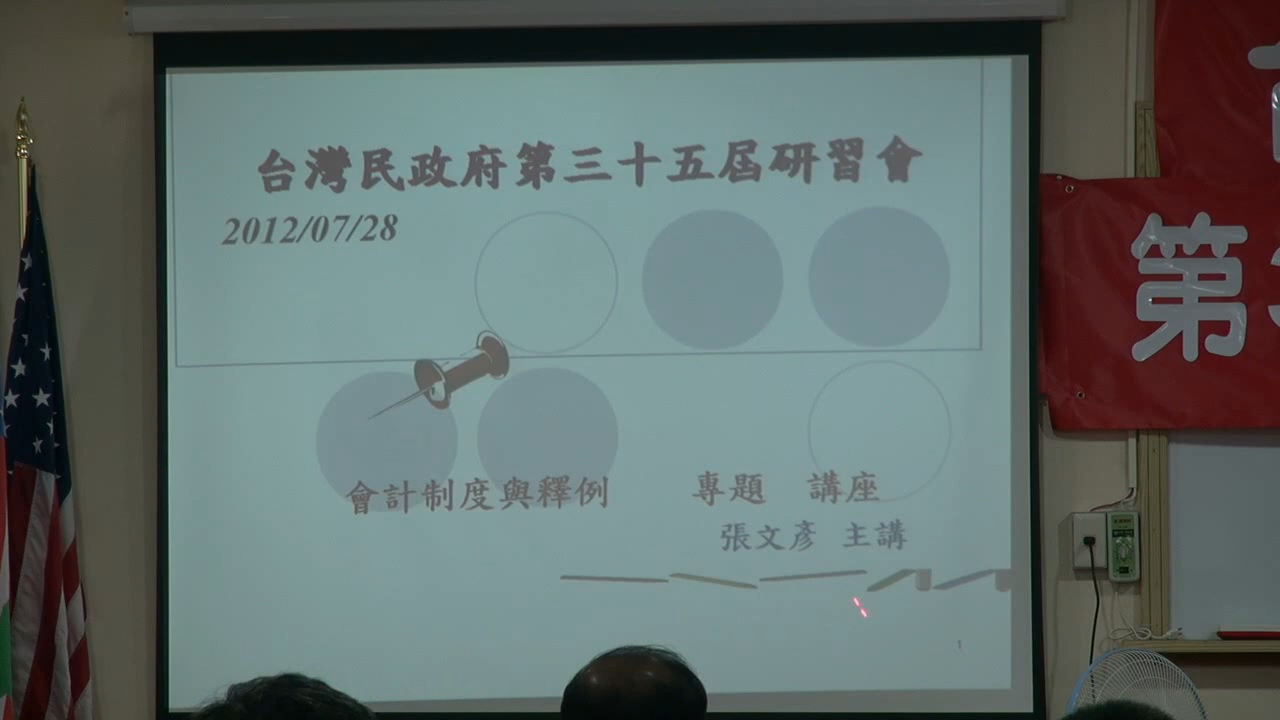 台灣民政府第三十五屆研習會
2012/07/28
會計制度與釋例 專題 講座
張文彥 主講
1
第